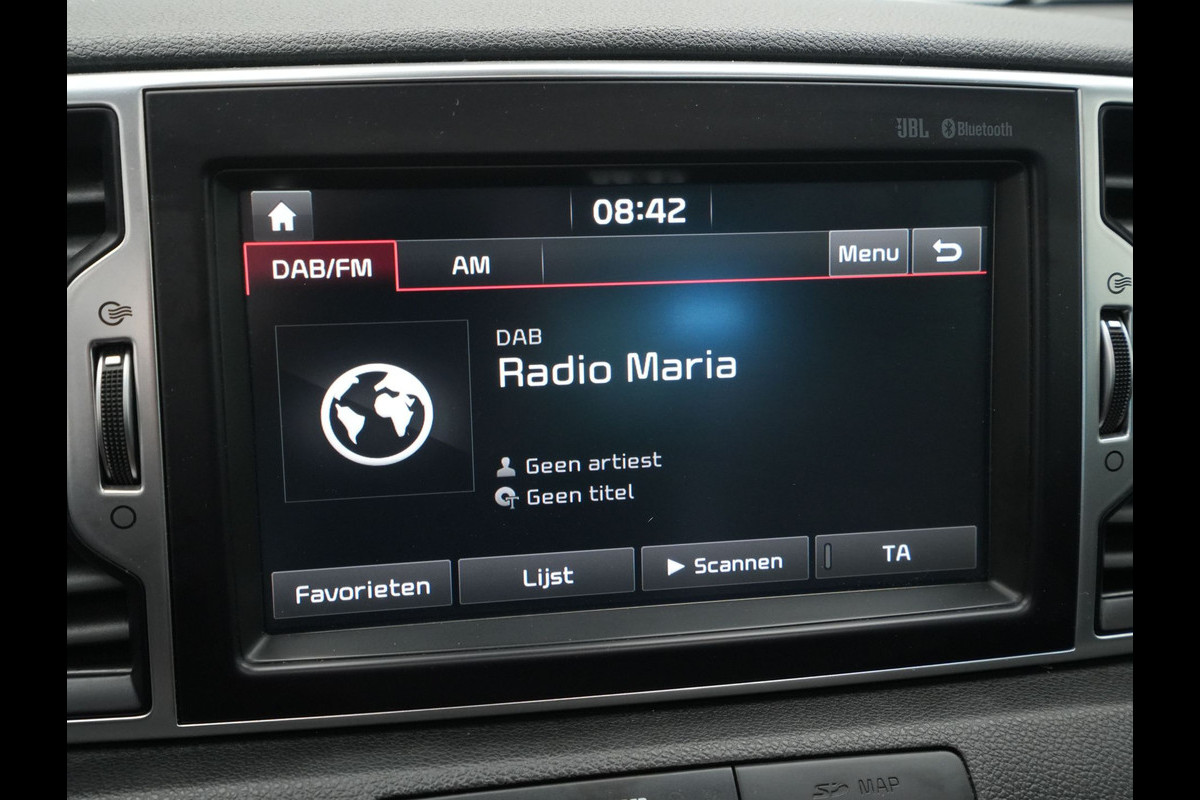 JBL Bluetooth
08:42
DAB/FM AM Menu
DAB
Radio Maria
Geen artiest
Geen titel
Favorieten Lijst Scannen TA
MAP